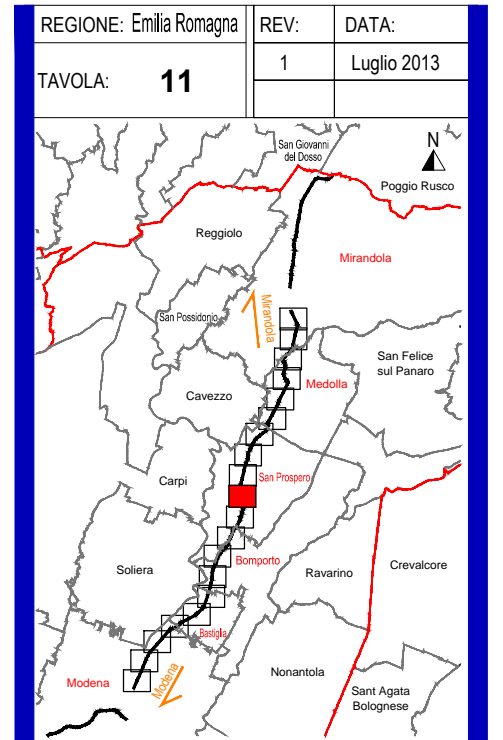 REGIONE: Emilia Romagna
REV:
DATA:
TAVOLA: 11
1
Luglio 2013
San Giovanni
del Dosso
N
Poggio Rusco
Reggiolo
Mirandola
Mirandola
San Possidonio
San Felice
sul Panaro
Medolla
Cavezzo
Carpi
San Prospero
Bomporto
Soliera
Ravarino
Crevalcore
Bastiglia
Modena
Modena
Nonantola
Sant Agata
Bolognese